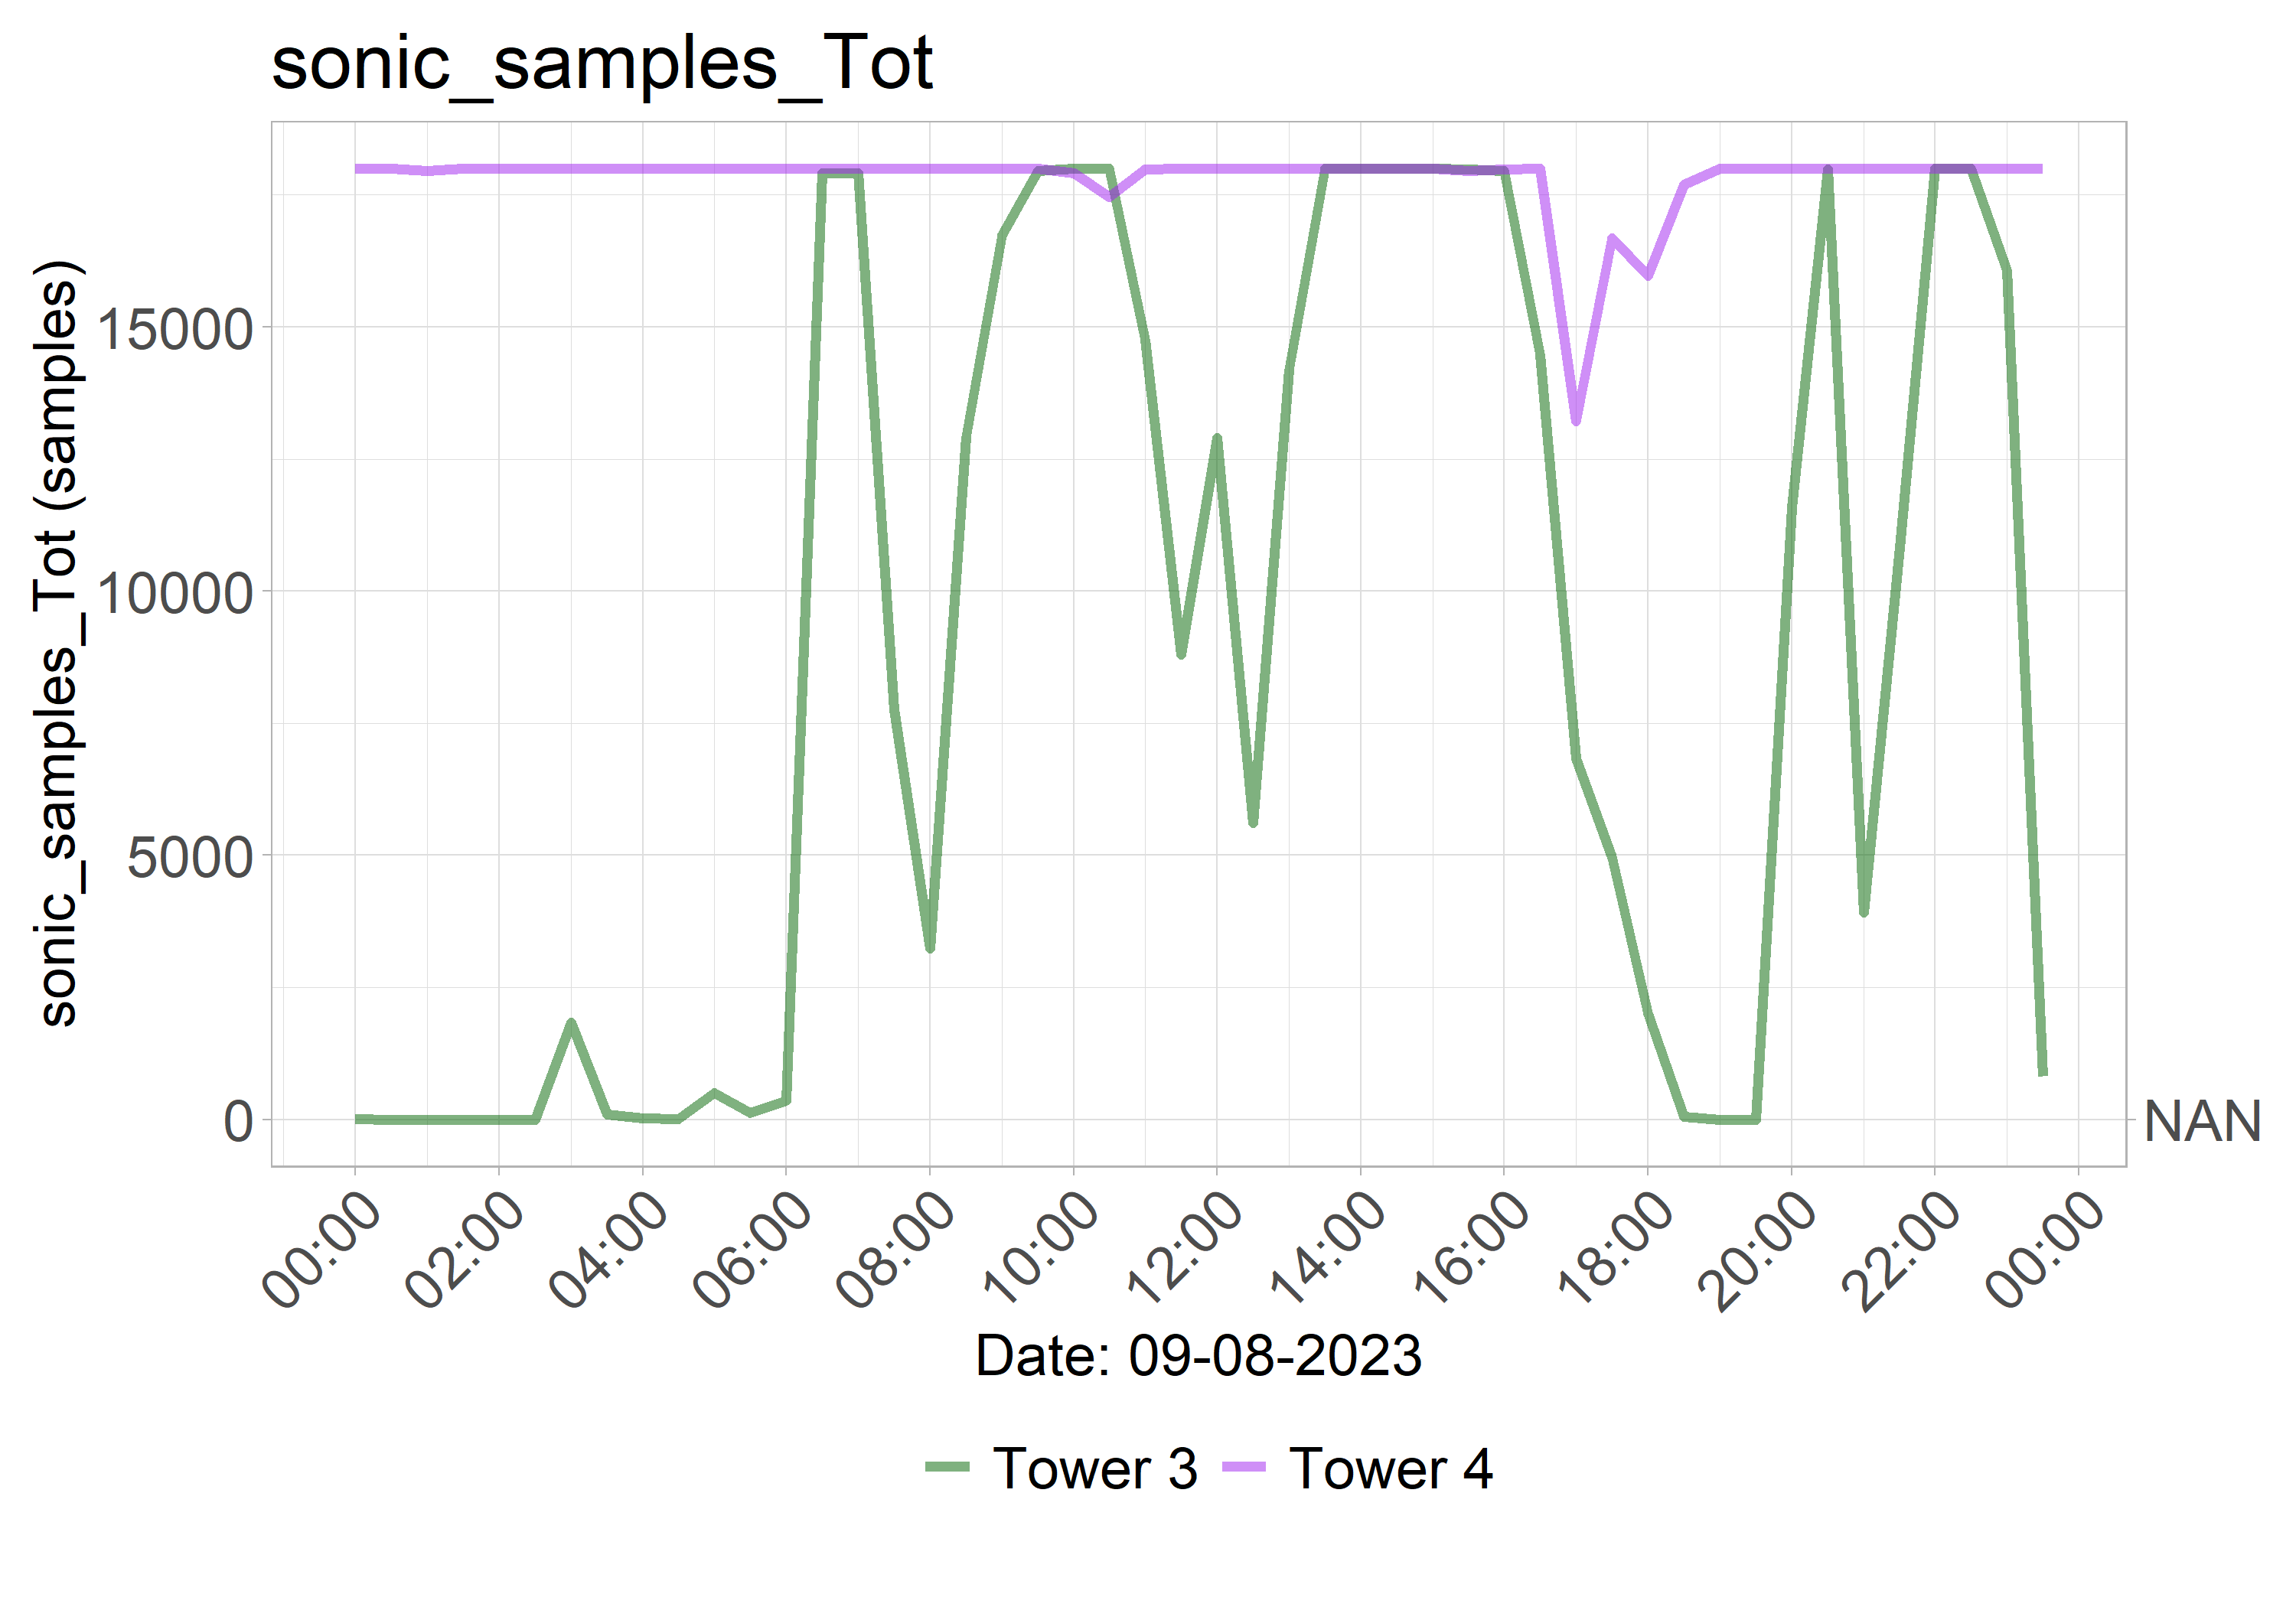 sonic_samples_Tot
sonic_samples_Tot (samples)
15000
10000
5000
0
NAN
00:00
02:00
04:00
06:00
08:00
10:00
12:00
14:00
16:00
18:00
20:00
22:00
00:00
Date: 09-08-2023
Tower 3
Tower 4